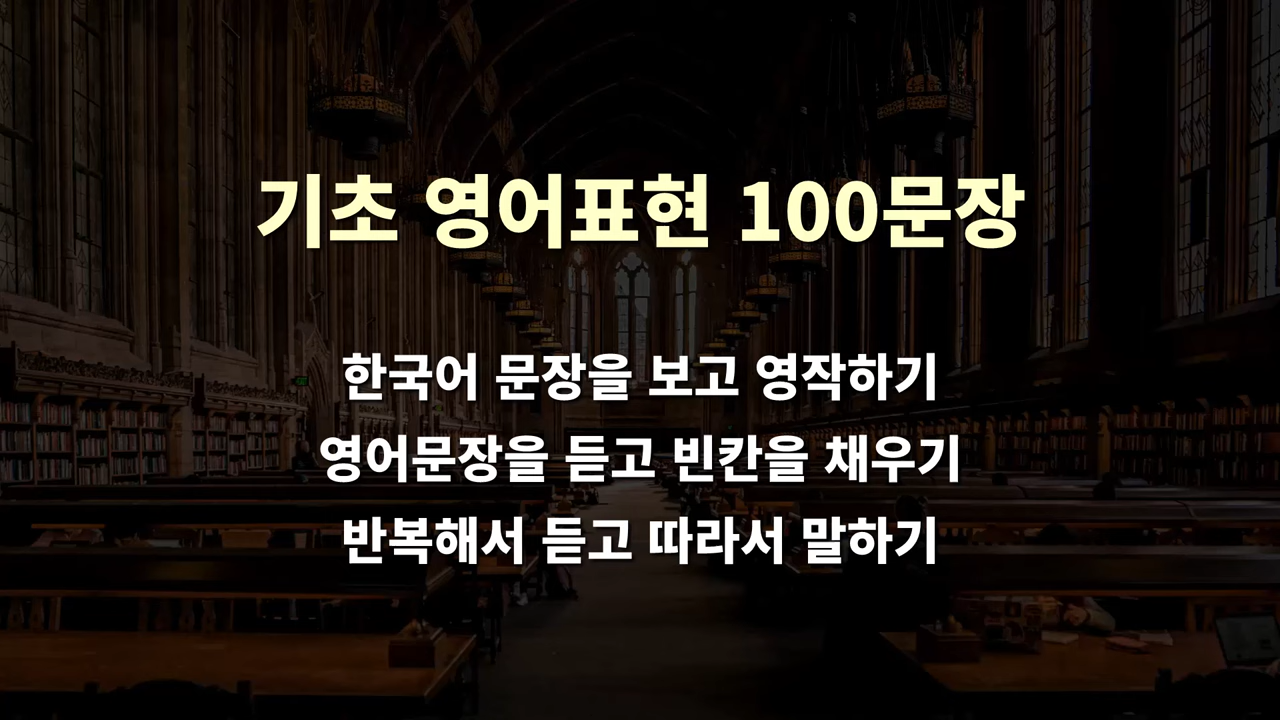 기초 영어표현 100문장
한국어 문장을 보고 영작하기
영어문장을 듣고 빈칸을 채우기
반복해서 듣고 따라서 말하기